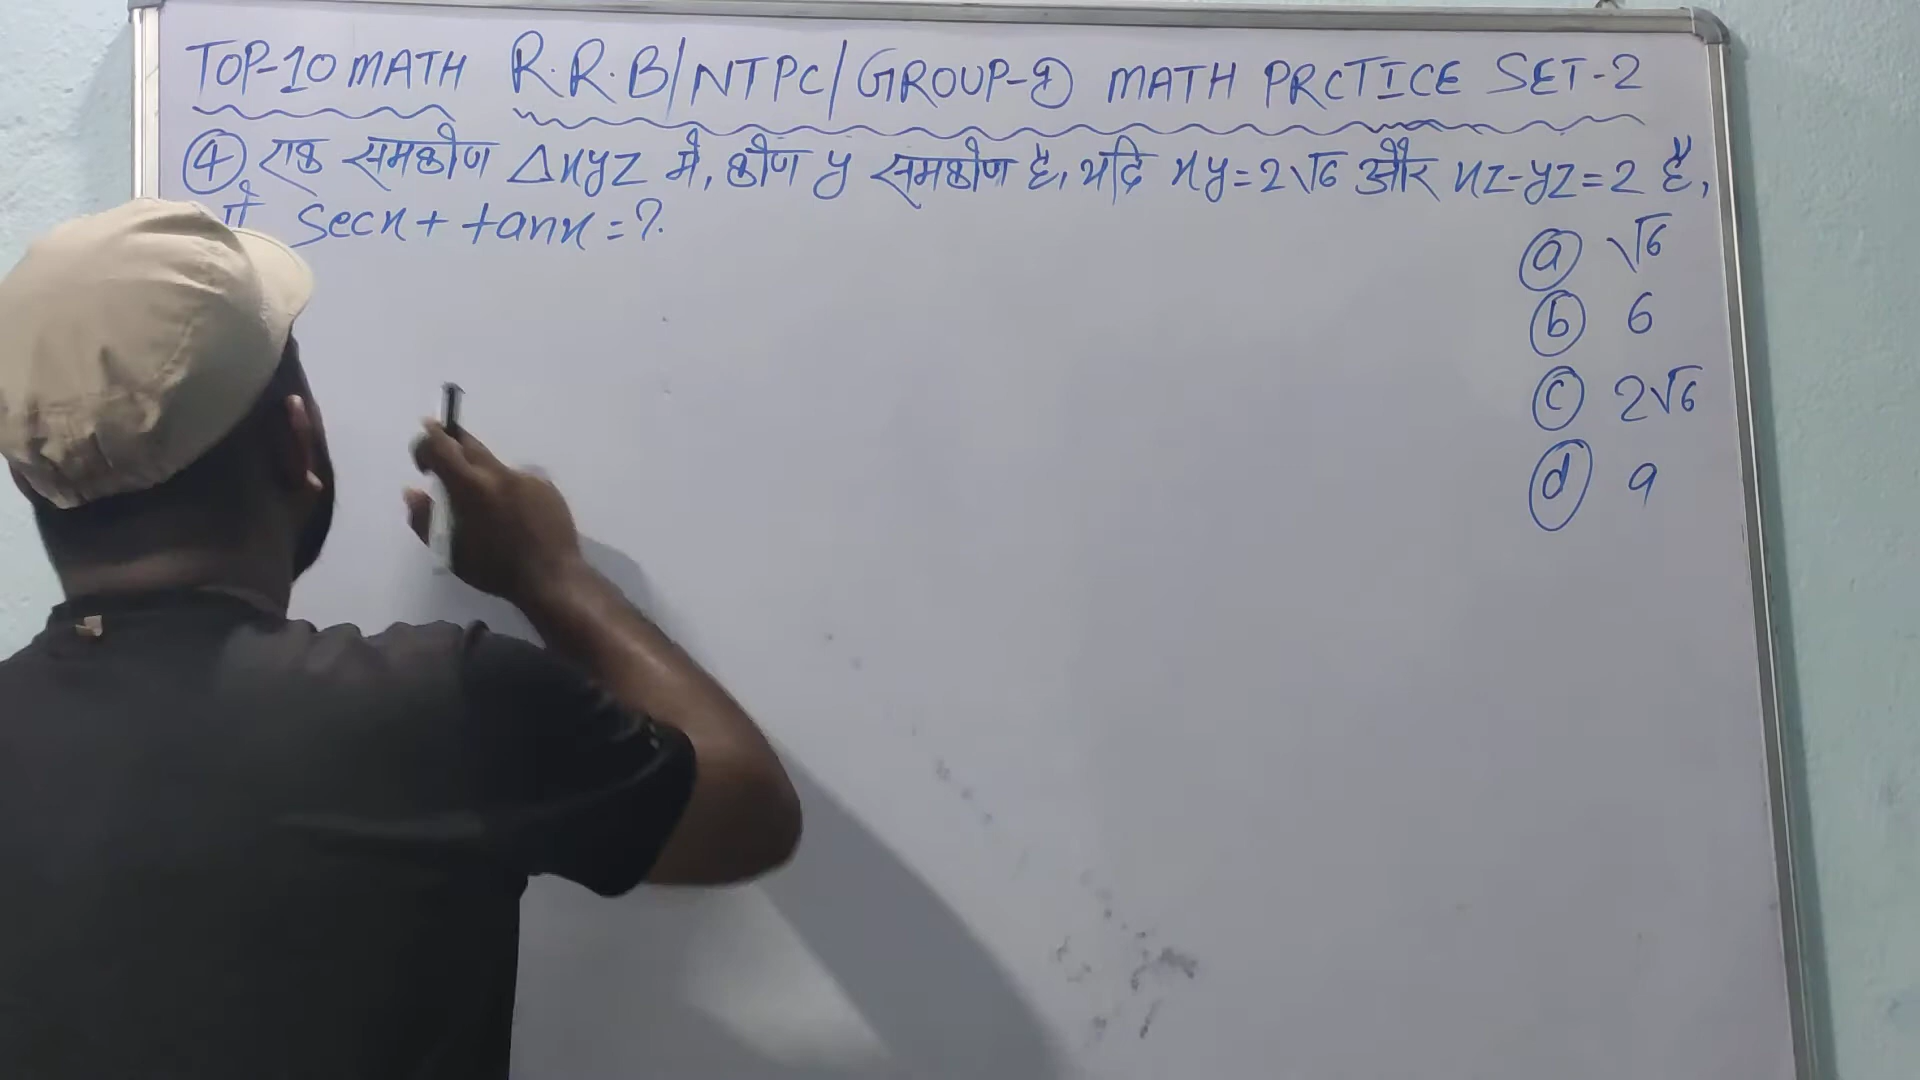 TOP-10 MATH R.R.B/NTPC/GROUP-D MATH PRCTICE SET-2
④ एक समकोण ΔxyZ में, कोण y समकोण है, यदि xy=2√6 और xz-yz=2 है,
secx + tanx = ?
ⓐ √6
ⓑ 6
ⓒ 2√6
ⓓ 9